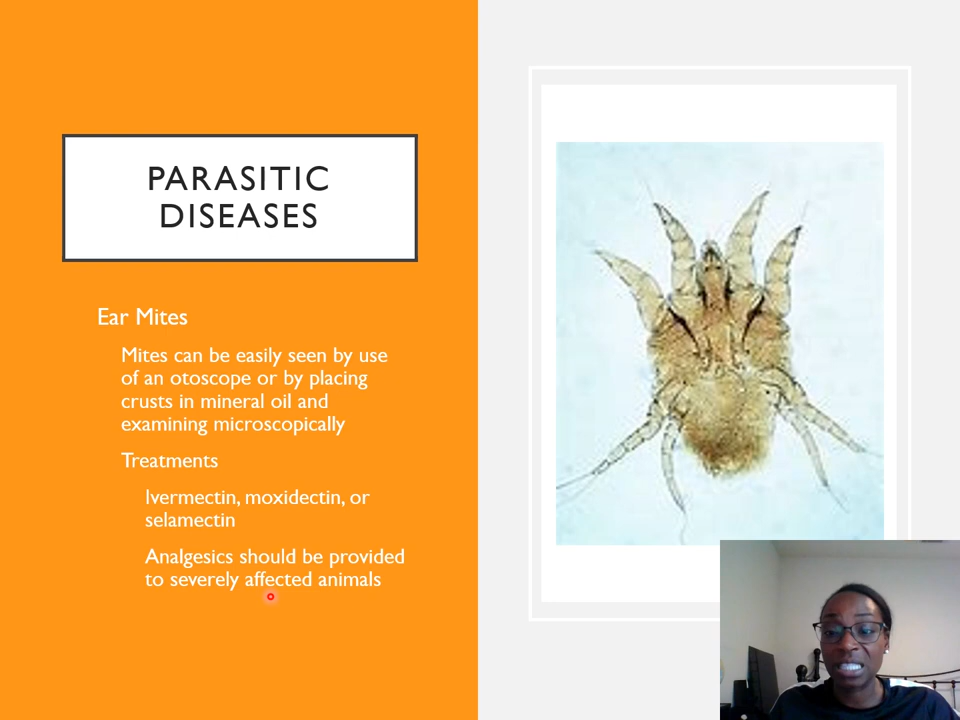 PARASITIC
DISEASES
Ear Mites
Mites can be easily seen by use
of an otoscope or by placing
crusts in mineral oil and
examining microscopically
Treatments
Ivermectin, moxidectin, or
selamectin
Analgesics should be provided
to severely affected animals